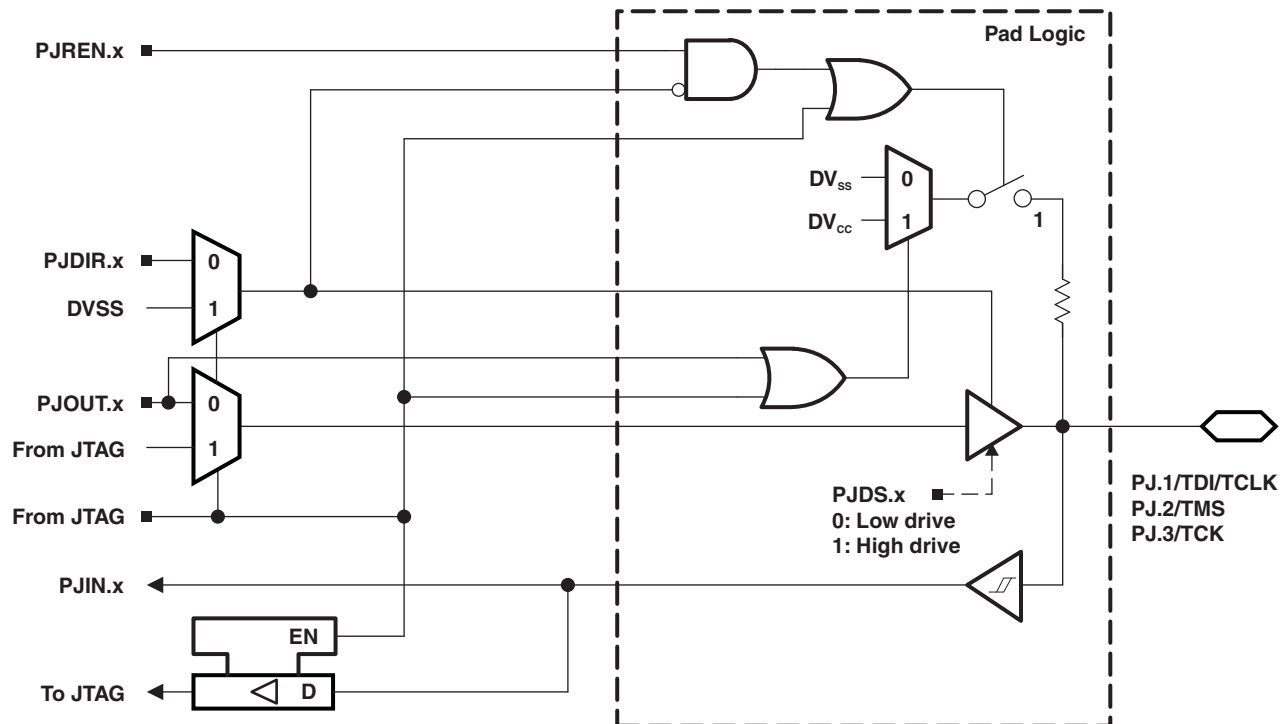 Pad Logic
PJREN.x
DVss
0
DVcc
1
1
PJDIR.x
0
DVSS
1
PJOUT.x
0
From JTAG
1
PJDS.x
0: Low drive
1: High drive
PJ.1/TDI/TCLK
PJ.2/TMS
PJ.3/TCK
From JTAG
PJIN.x
EN
To JTAG
D